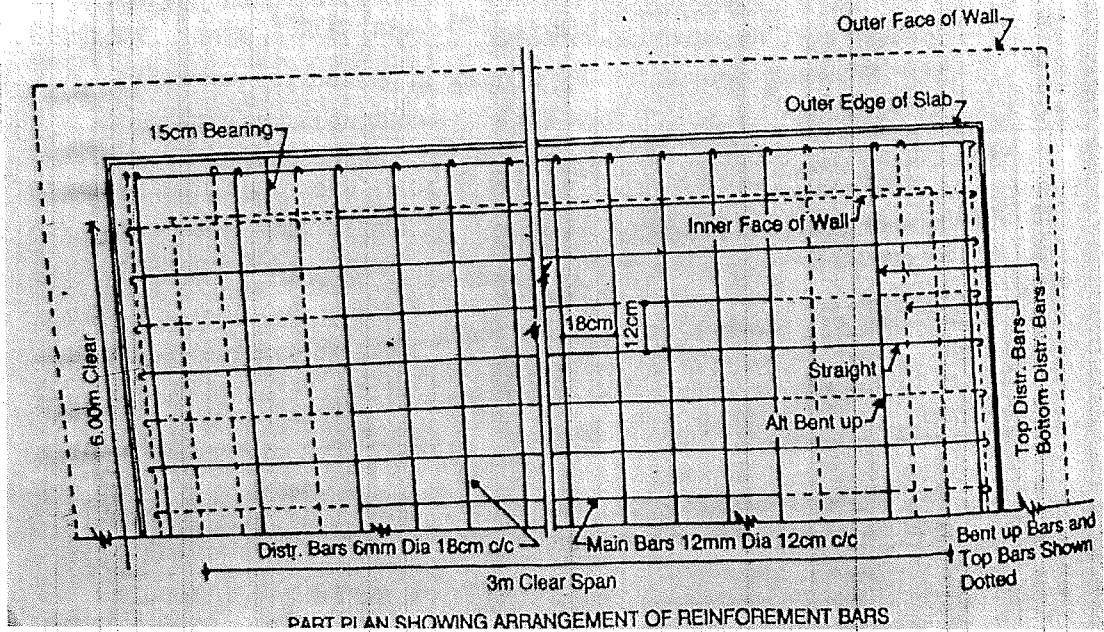 Outer Face of Wall
Outer Edge of Slab
15cm Bearing
Inner Face of Wall
6.00m Clear
18cm
12cm
Straight
Alt Bent up
Top Distr. Bars
Bottom Distr. Bars
Distr. Bars 6mm Dia 18cm c/c
Main Bars 12mm Dia 12cm c/c
Bent up Bars and
Top Bars Shown
Dotted
3m Clear Span
PART PLAN SHOWING ARRANGEMENT OF REINFOREMENT BARS